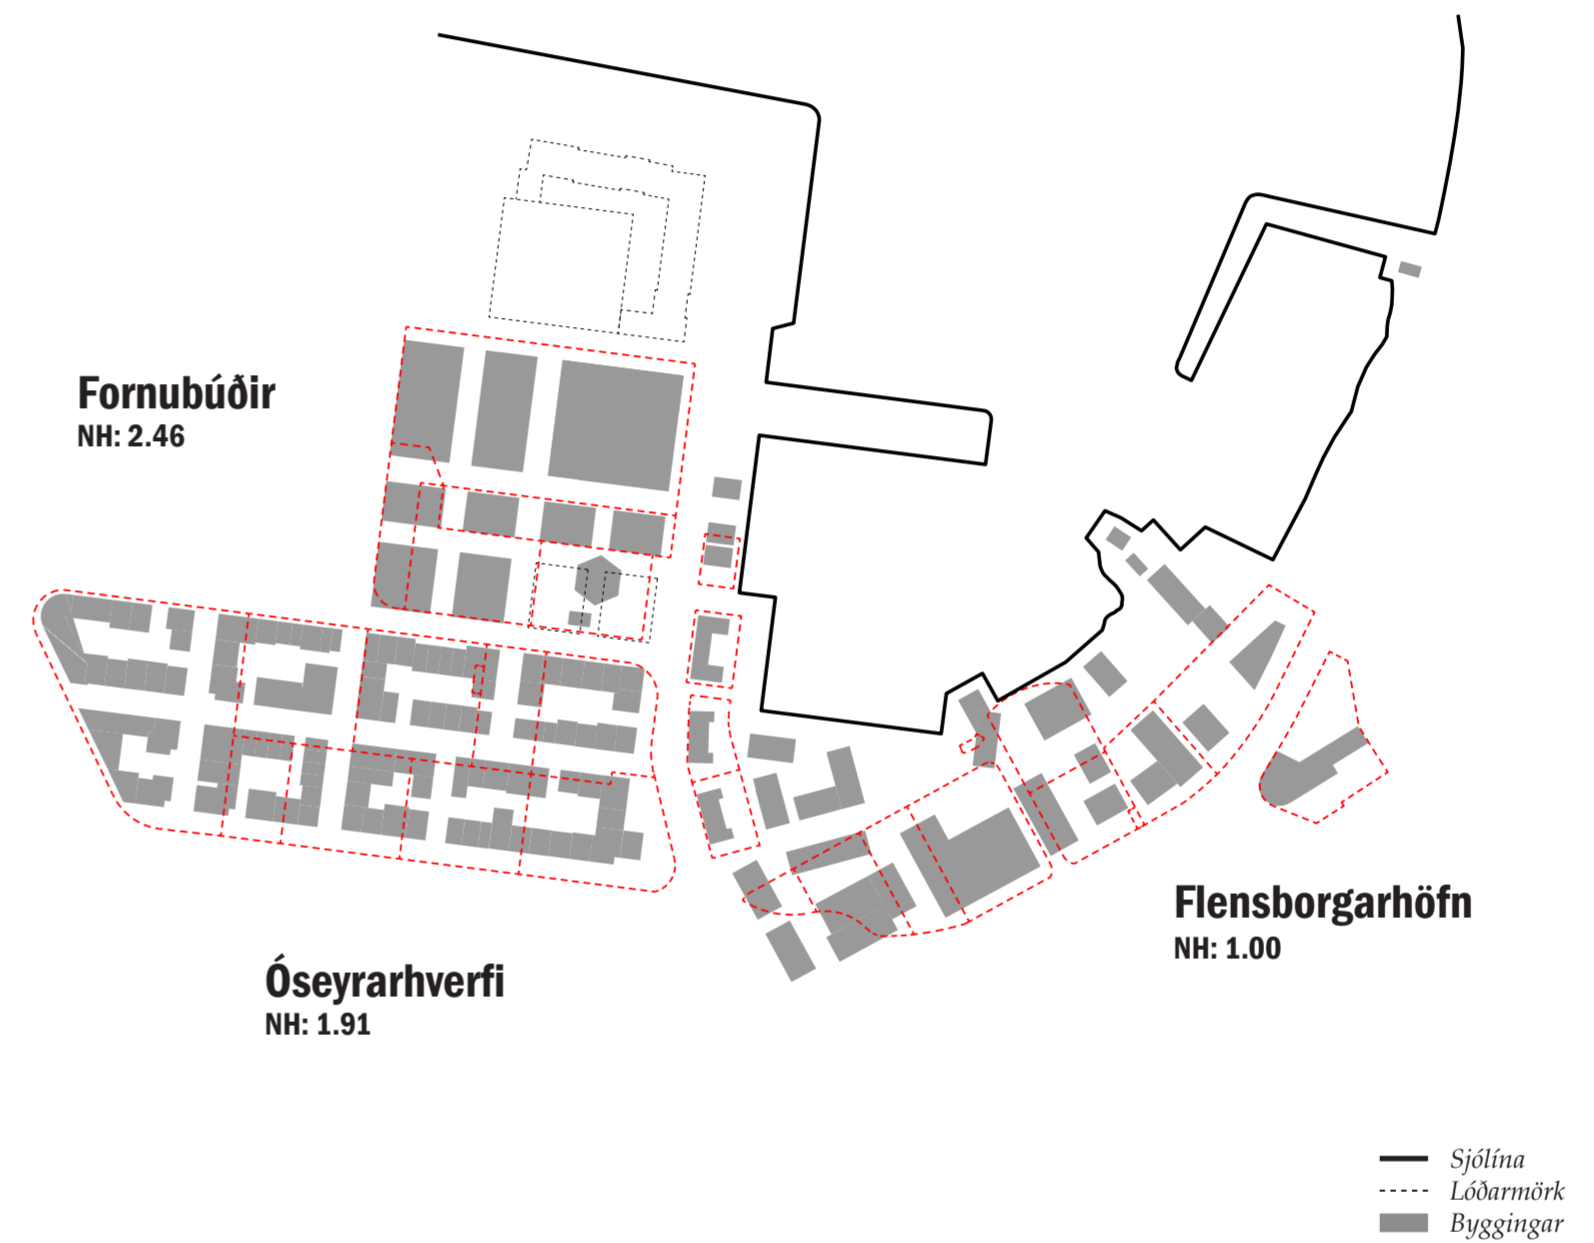 Fornubúðir
NH: 2.46
Flensborgarhöfn
NH: 1.00
Óseyrarhverfi
NH: 1.91
Sjólína
Lóðarmörk
Byggingar